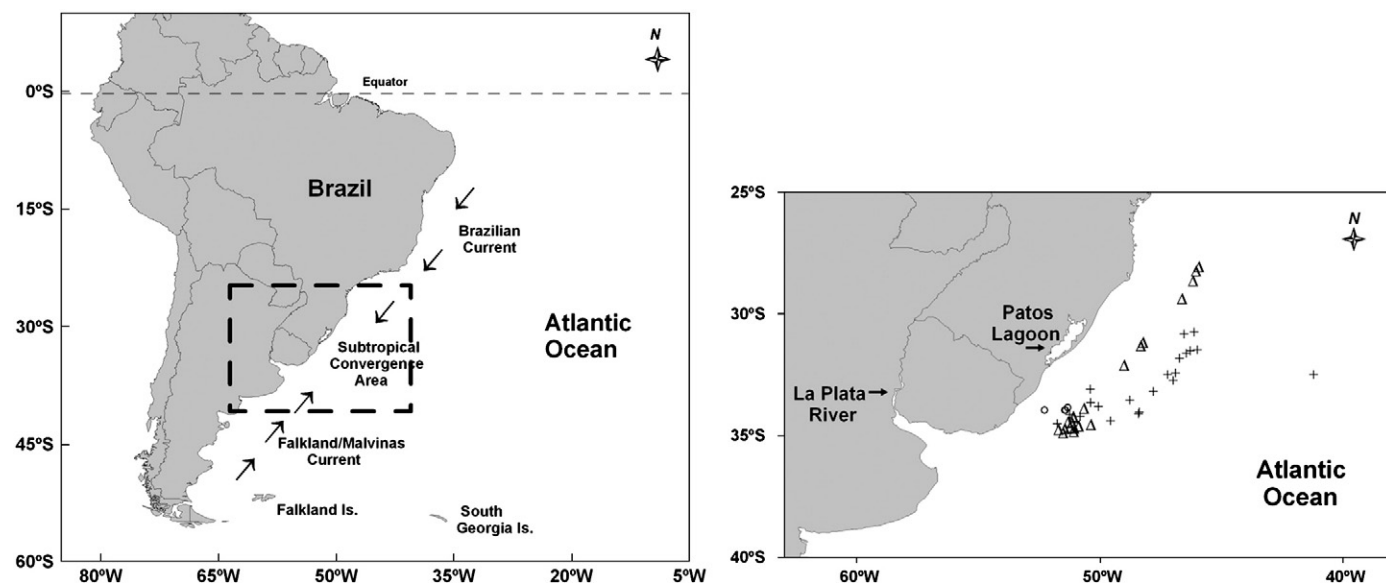 N
Equator
0ºS
Brazil
15ºS
Brazilian
Current
30ºS
Atlantic
Ocean
Subtropical
Convergence
Area
45ºS
Falkland/Malvinas
Current
Falkland Is.
South
Georgia Is.
60ºS
80ºW
65ºW
50ºW
35ºW
20ºW
5ºW
25ºS
N
Patos
Lagoon
30ºS
La Plata
River
35ºS
Atlantic
Ocean
40ºS
60ºW
50ºW
40ºW